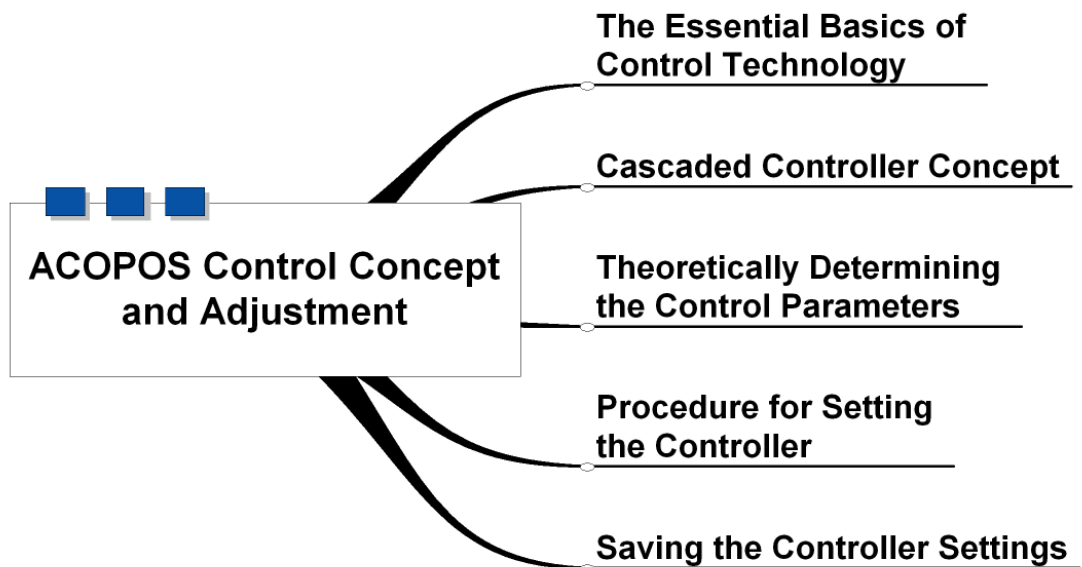 The Essential Basics of
Control Technology
Cascaded Controller Concept
ACOPOS Control Concept
and Adjustment
Theoretically Determining
the Control Parameters
Procedure for Setting
the Controller
Saving the Controller Settings